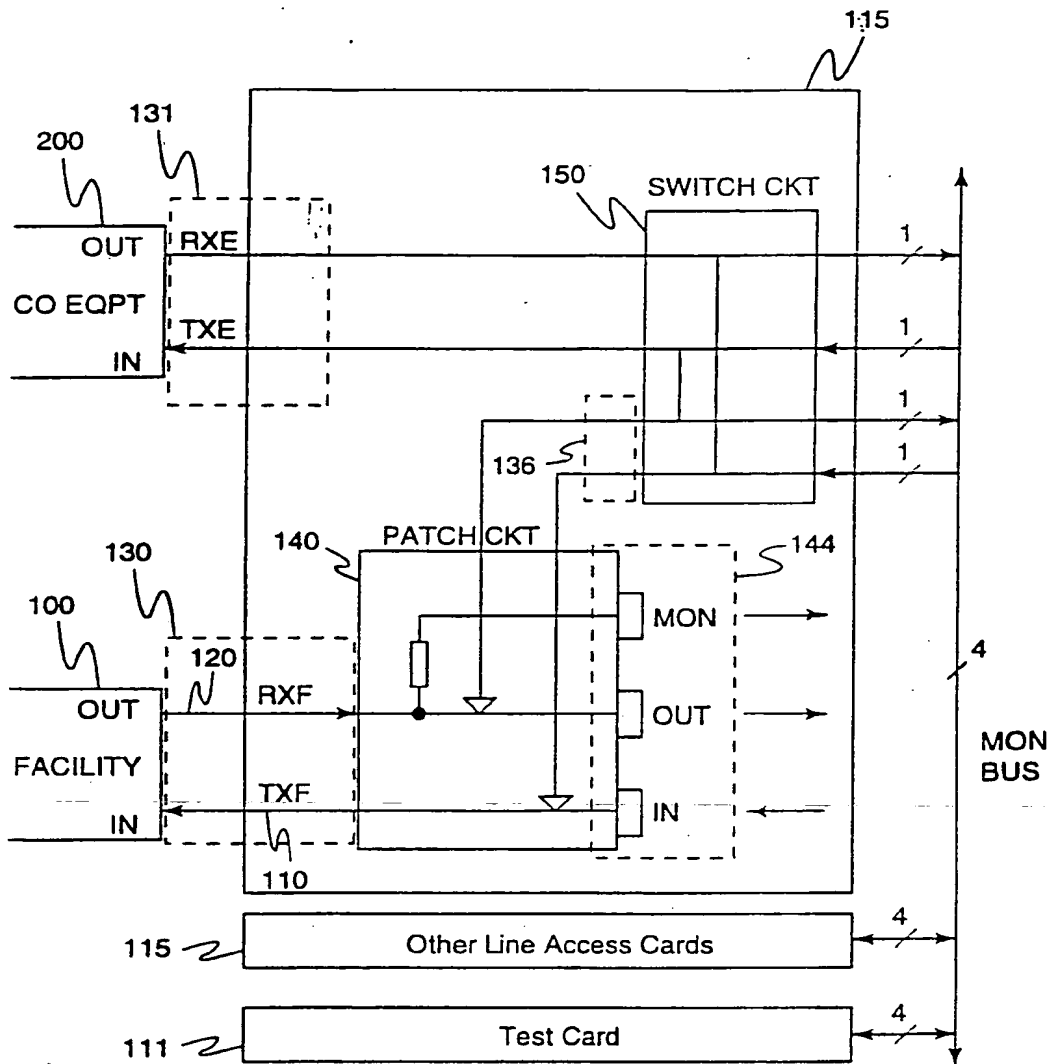 115
131
200
150
SWITCH CKT
OUT
RXE
1
CO EQPT
TXE
1
IN
1
136
1
PATCH CKT
140
144
130
MON
100
120
4
OUT
RXF
OUT
MON
BUS
FACILITY
TXF
IN
IN
110
115
Other Line Access Cards
4
111
Test Card
4